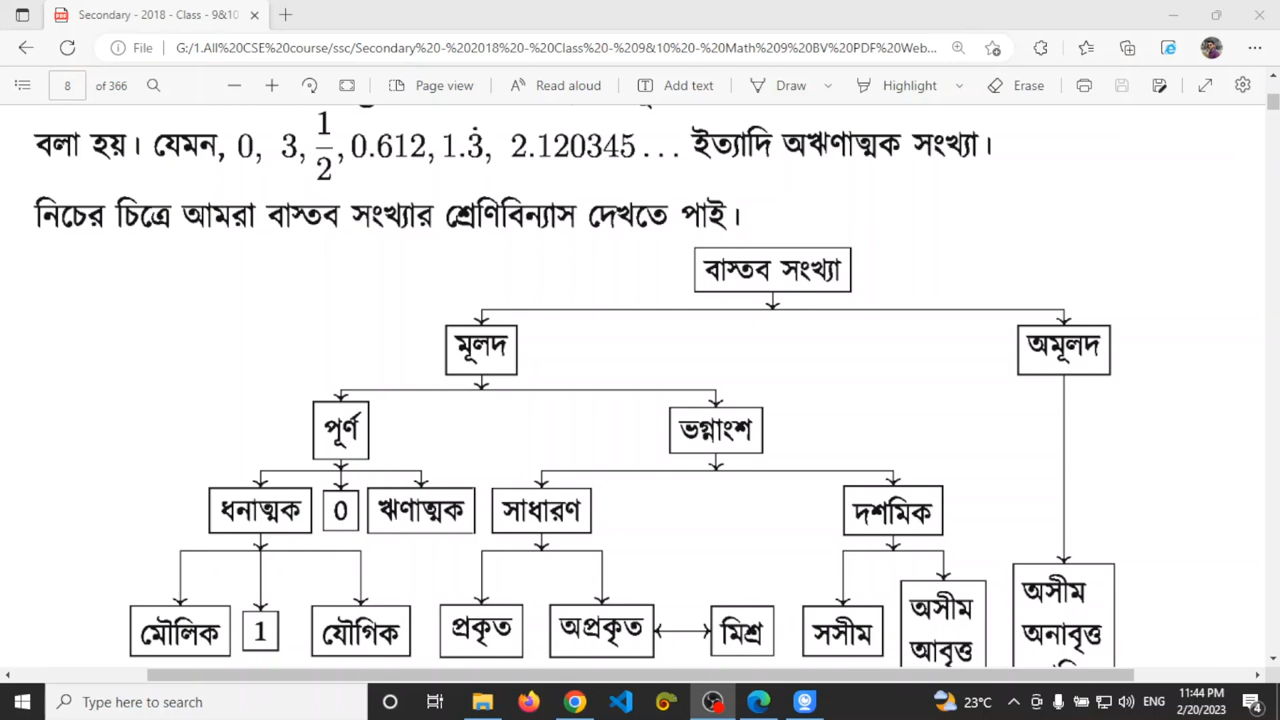 Secondary - 2018 - Class - 9&10
File G:/1.All%20CSE%20course/ssc/Secondary%20-%202018%20-%20Class%20-%209&10%20-%20Math%209%20BV%20PDF%20Web...
8 of 366 Page view Read aloud Add text Draw Highlight Erase
বলা হয়। যেমন, 0, 3, 1/2, 0.612, 1.3̇, 2.120345... ইত্যাদি অঋণাত্মক সংখ্যা।
নিচের চিত্রে আমরা বাস্তব সংখ্যার শ্রেণিবিন্যাস দেখতে পাই।
বাস্তব সংখ্যা
মূলদ অমূলদ
পূর্ণ ভগ্নাংশ
ধনাত্মক 0 ঋণাত্মক সাধারণ দশমিক
মৌলিক 1 যৌগিক প্রকৃত অপ্রকৃত মিশ্র সসীম
অসীম
আবৃত্ত
অসীম
অনাবৃত্ত
Type here to search 23°C ENG 11:44 PM
2/20/2023
4